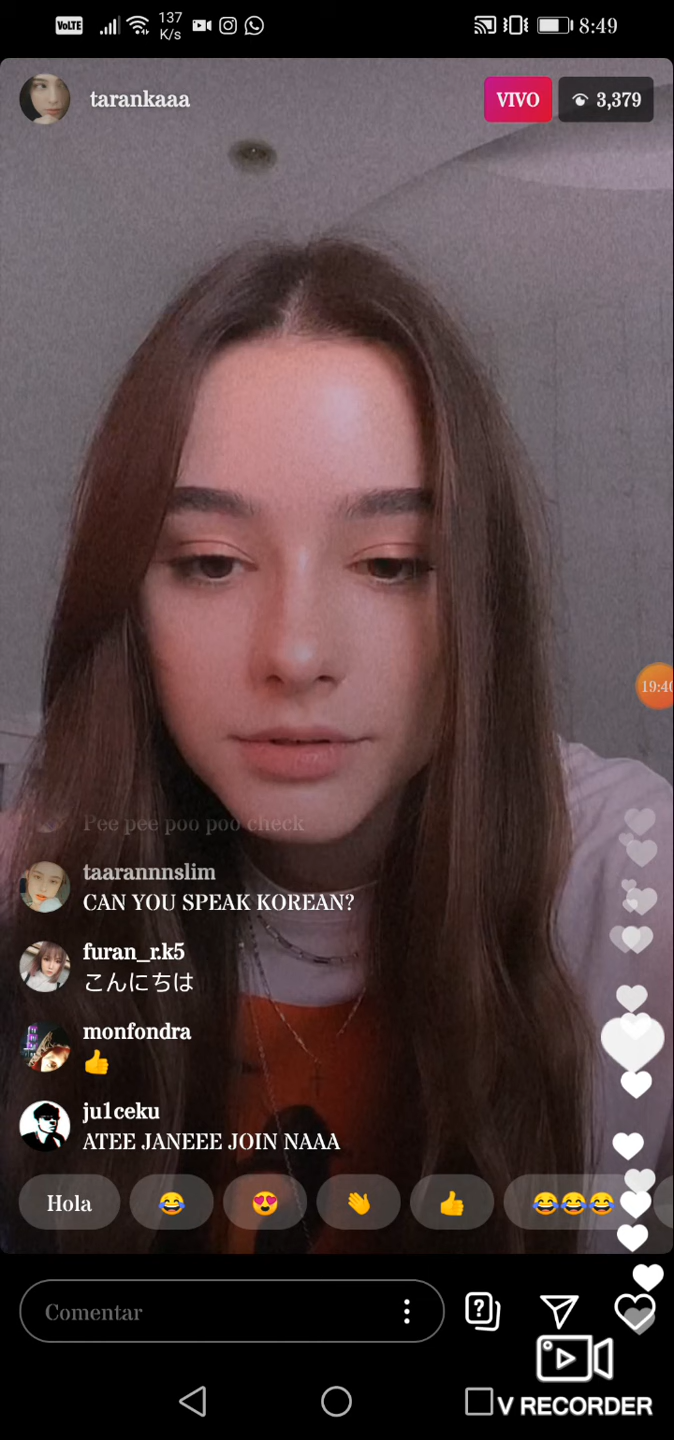 VoLTE 137 K/s 8:49
tarankaaa VIVO 3,379
19:40
Pee pee poo poo check
taarannnslim
CAN YOU SPEAK KOREAN?
furan_r.k5
こんにちは
monfondra
👍
ju1ceku
ATEE JANEEE JOIN NAAA
Hola 😂 😍 👋 👍 😂😂😂
Comentar
V RECORDER